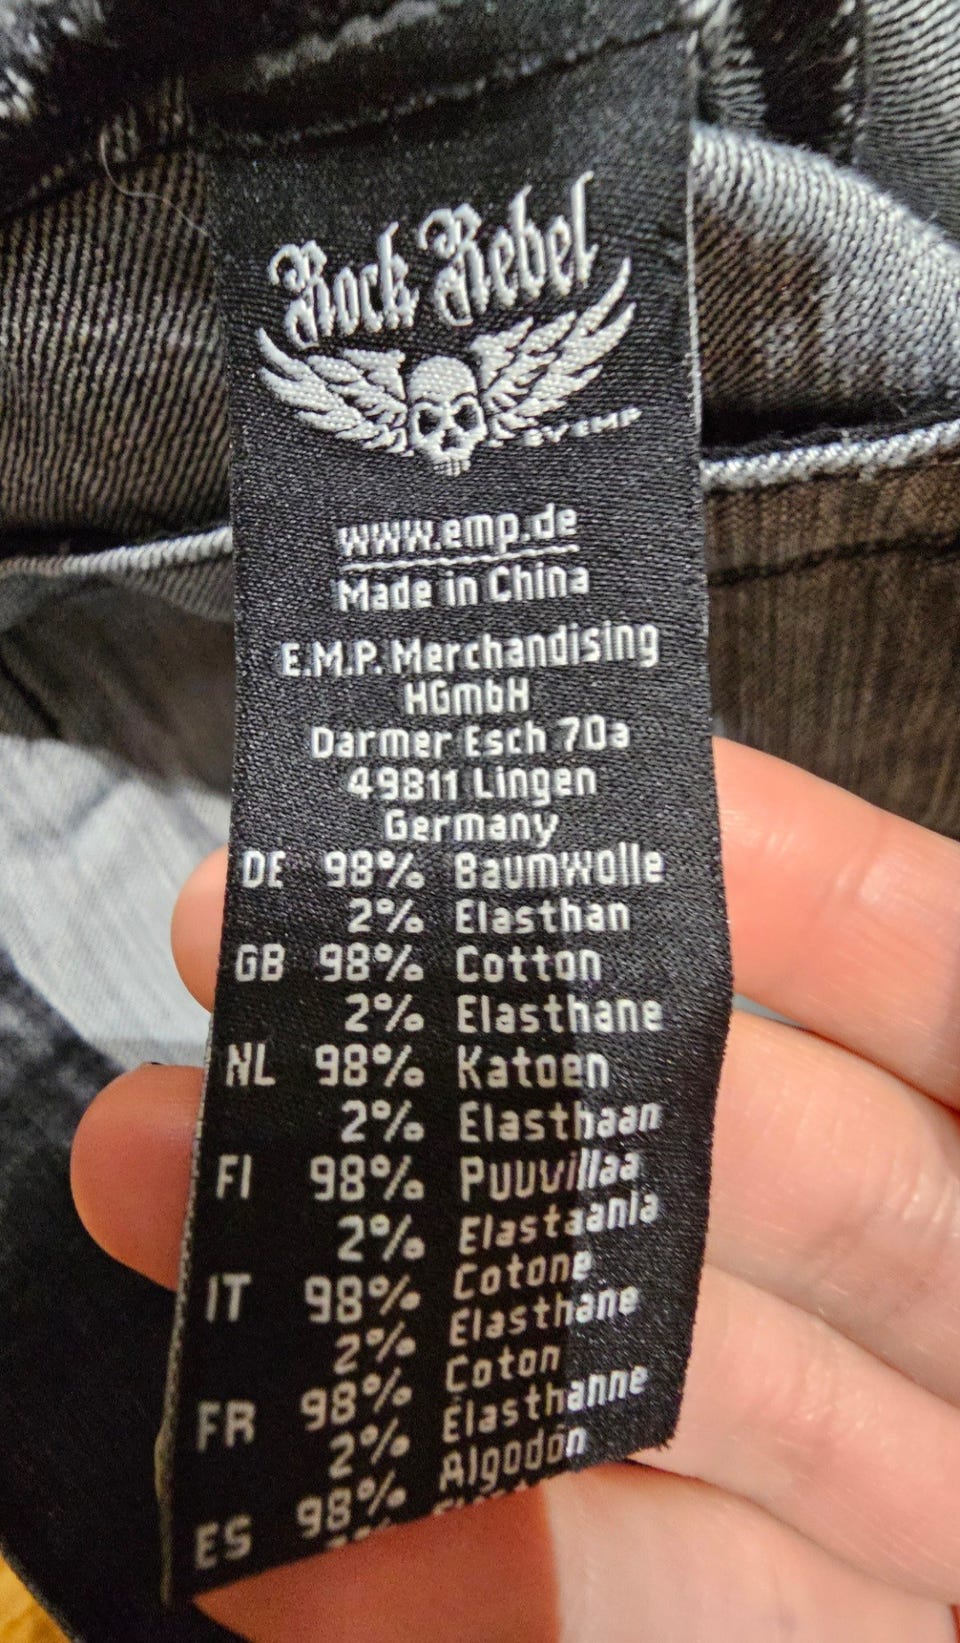 Rock Rebel
BY EMP
www.emp.de
Made in China
E.M.P. Merchandising
HGmbH
Darmer Esch 70a
49811 Lingen
Germany
DE 98% Baumwolle
2% Elasthan
GB 98% Cotton
2% Elasthane
NL 98% Katoen
2% Elasthaan
FI 98% Puuvillaa
2% Elastaania
IT 98% Cotone
2% Elasthane
FR 98% Coton
2% Élasthanne
ES 98% Algodón